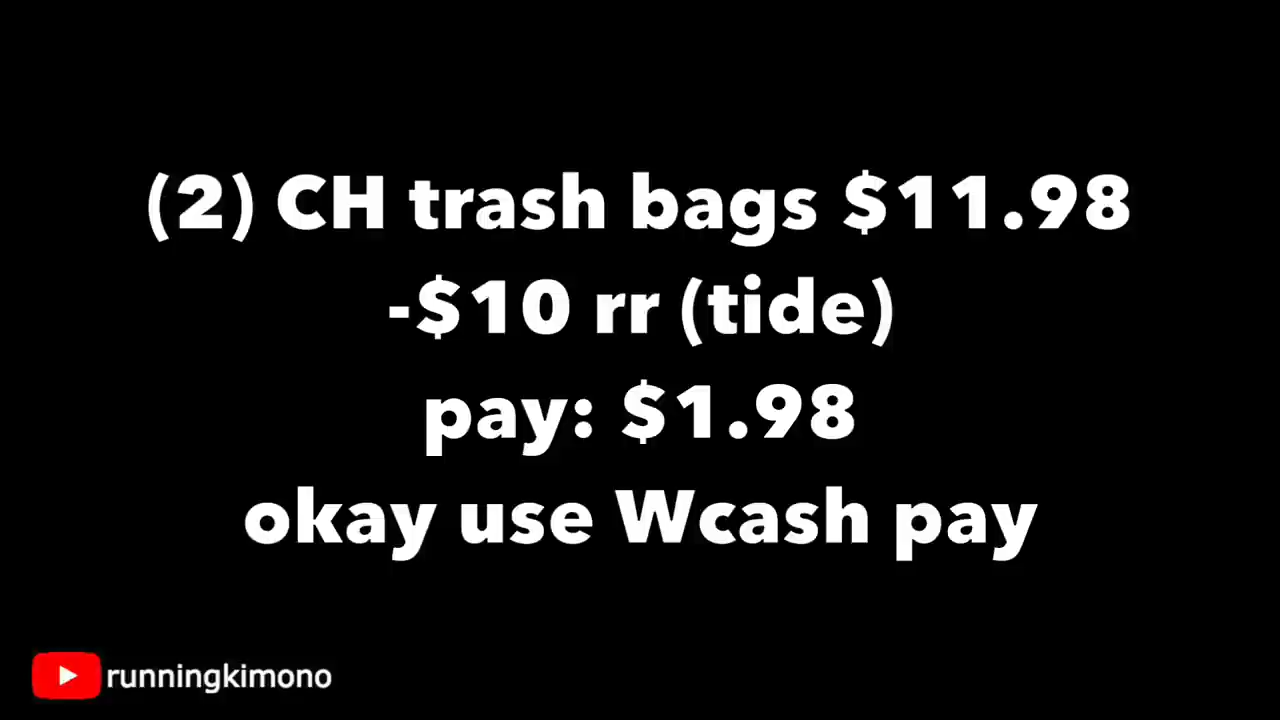 (2) CH trash bags $11.98
-$10 rr (tide)
pay: $1.98
okay use Wcash pay
runningkimono